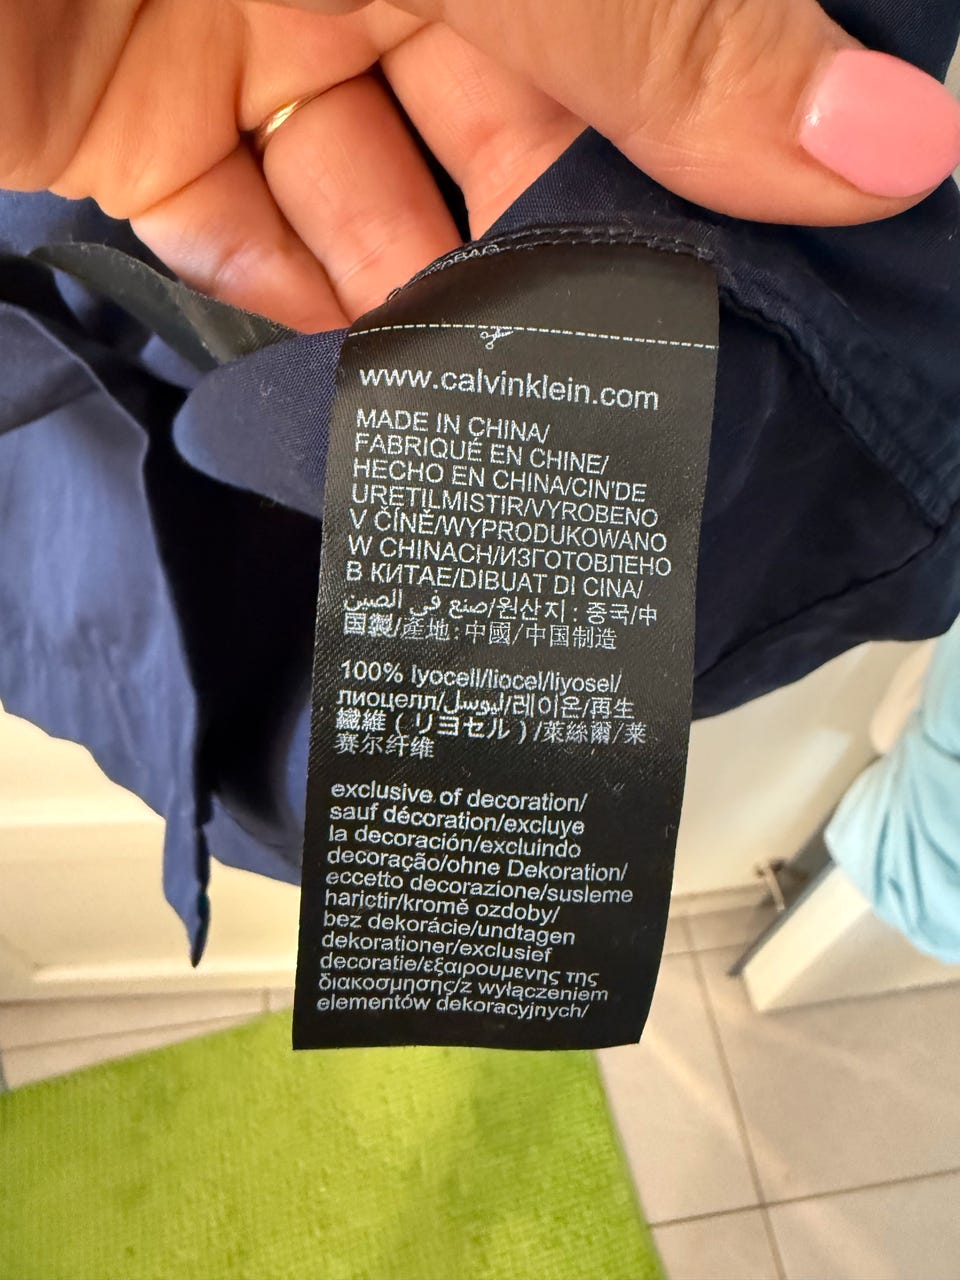 www.calvinklein.com
MADE IN CHINA/
FABRIQUÉ EN CHINE/
HECHO EN CHINA/CIN'DE
URETILMISTIR/VYROBENO
V ČÍNĚ/WYPRODUKOWANO
W CHINACH/ИЗГОТОВЛЕНО
В КИТАЕ/DIBUAT DI CINA/
صنع في الصين/원산지 : 중국/中
国製/產地 : 中國/中国制造
100% lyocell/liocel/liyosel/
лиоцелл/ليوسل/레이온/再生
繊維 ( リヨセル ) /萊絲爾/莱
赛尔纤维
exclusive of decoration/
sauf décoration/excluye
la decoración/excluindo
decoração/ohne Dekoration/
eccetto decorazione/susleme
harictir/kromě ozdoby/
bez dekorácie/undtagen
dekorationer/exclusief
decoratie/εξαιρουμενης της
διακοσμησης/z wyłączeniem
elementów dekoracyjnych/